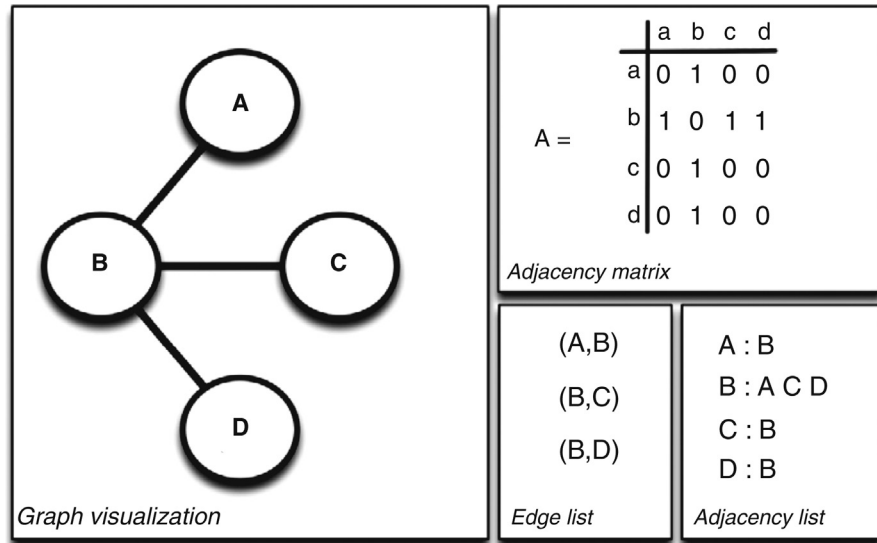 A
B
C
D
Graph visualization
a b c d
a 0 1 0 0
b 1 0 1 1
A =
c 0 1 0 0
d 0 1 0 0
Adjacency matrix
(A,B)
(B,C)
(B,D)
Edge list
A : B
B : A C D
C : B
D : B
Adjacency list